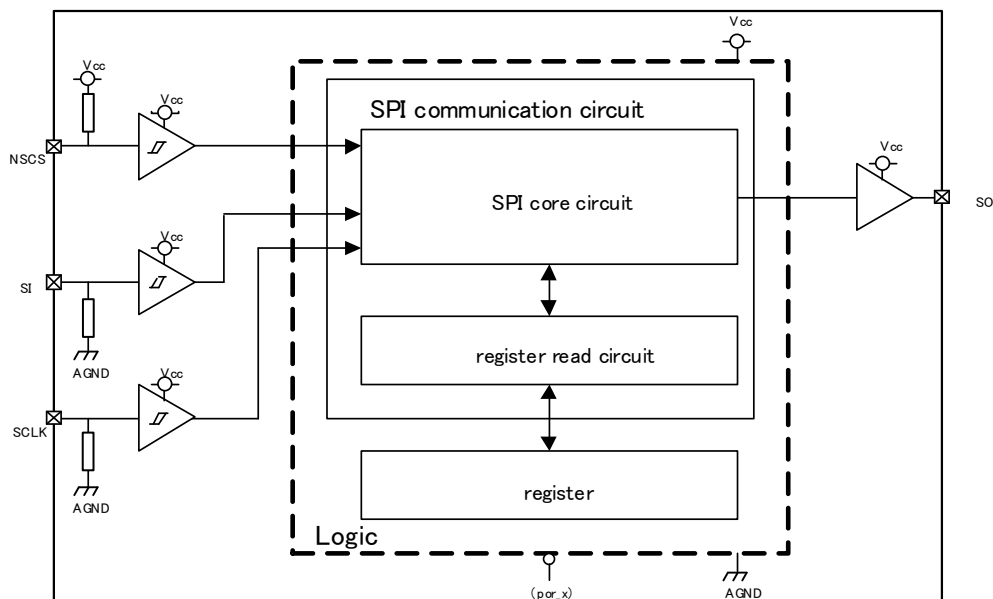 Vcc
Vcc
Vcc
SPI communication circuit
NSCS
Vcc
SPI core circuit
SO
Vcc
SI
register read circuit
AGND
Vcc
SCLK
register
AGND
Logic
(por_x)
AGND